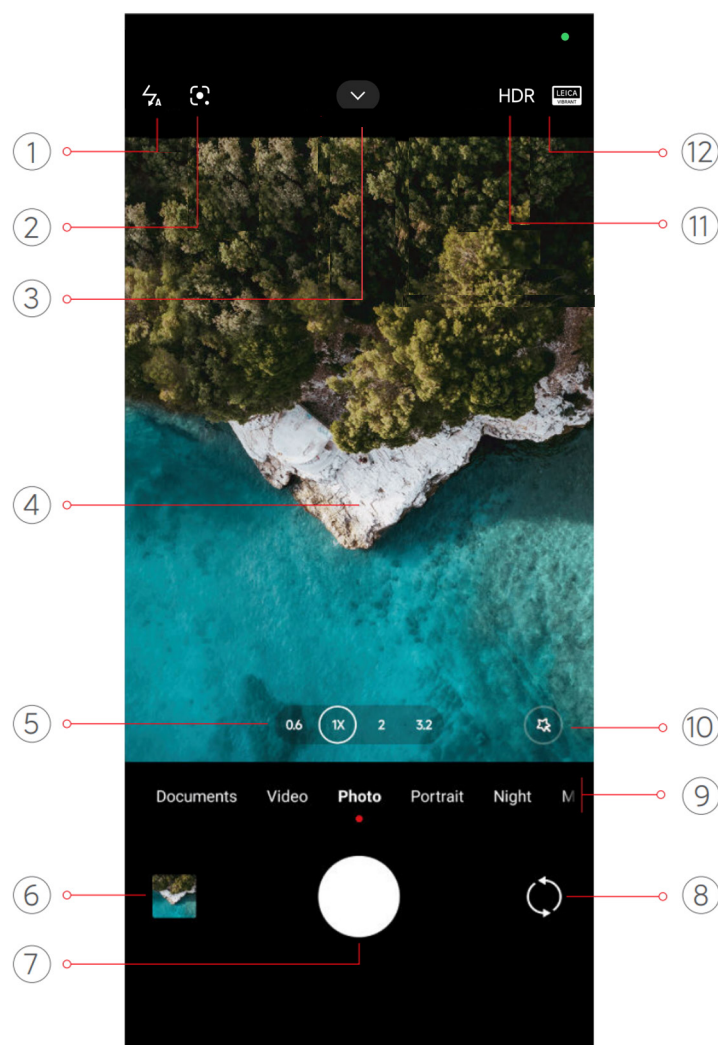 A
HDR
LEICA
VIBRANT
①
⑫
②
⑪
③
④
⑤
0.6 1X 2 3.2
⑩
Documents Video Photo Portrait Night M
⑨
⑥
⑧
⑦